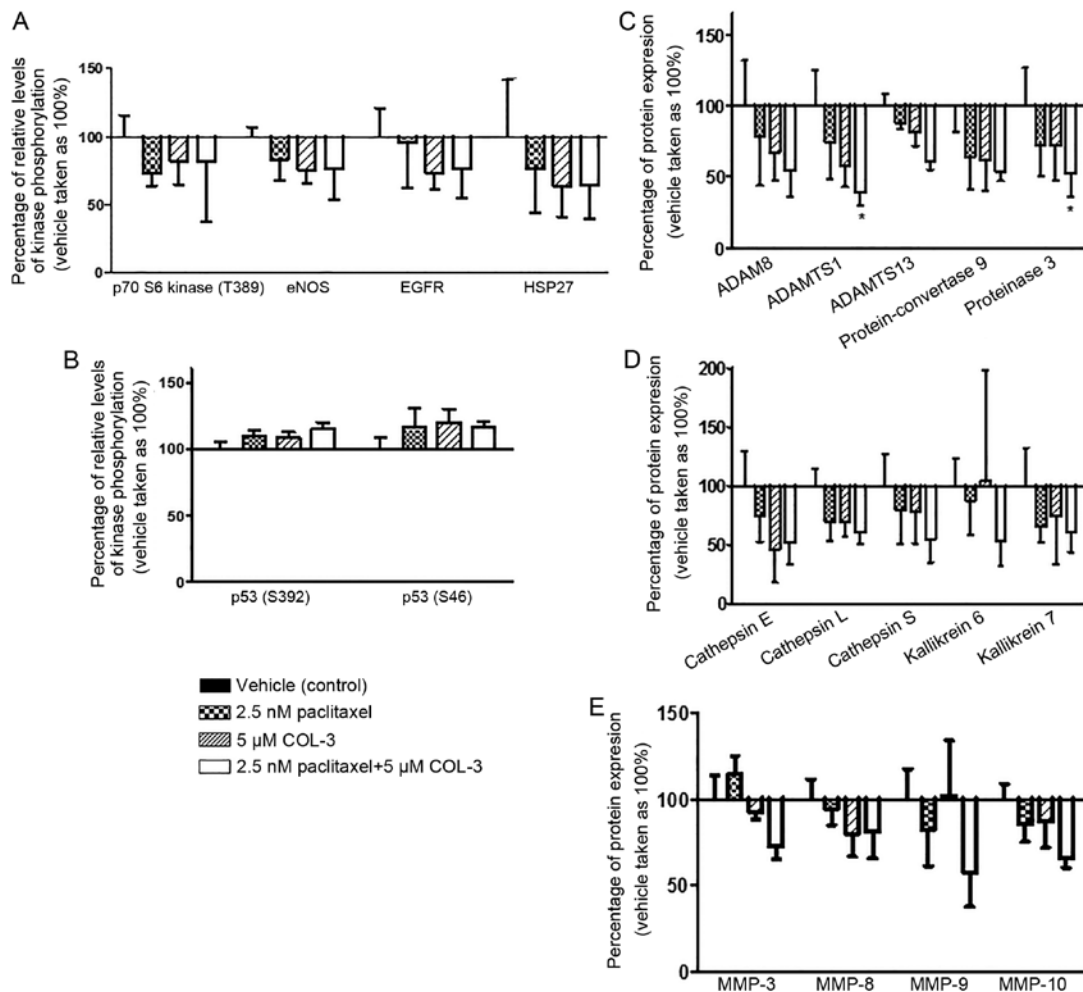 A
Percentage of relative levels
of kinase phosphorylation
(vehicle taken as 100%)
150
100
50
0
p70 S6 kinase (T389)
eNOS
EGFR
HSP27
B
Percentage of relative levels
of kinase phosphorylation
(vehicle taken as 100%)
150
100
50
0
p53 (S392)
p53 (S46)
Vehicle (control)
2.5 nM paclitaxel
5 µM COL-3
2.5 nM paclitaxel+5 µM COL-3
C
Percentage of protein expresion
(vehicle taken as 100%)
150
100
50
0
*
*
ADAM8
ADAMTS1
ADAMTS13
Protein-convertase 9
Proteinase 3
D
Percentage of protein expresion
(vehicle taken as 100%)
200
150
100
50
0
Cathepsin E
Cathepsin L
Cathepsin S
Kallikrein 6
Kallikrein 7
E
Percentage of protein expresion
(vehicle taken as 100%)
150
100
50
0
MMP-3
MMP-8
MMP-9
MMP-10